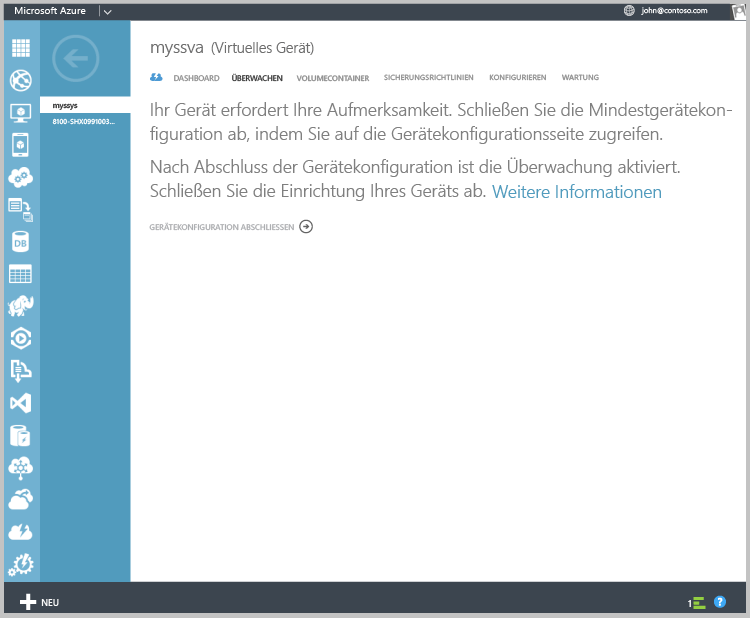 Microsoft Azure
john@contoso.com
myssva (Virtuelles Gerät)
DASHBOARD ÜBERWACHEN VOLUMECONTAINER SICHERUNGSRICHTLINIEN KONFIGURIEREN WARTUNG
myssys
8100-SHX0991003...
Ihr Gerät erfordert Ihre Aufmerksamkeit. Schließen Sie die Mindestgerätekon-
figuration ab, indem Sie auf die Gerätekonfigurationsseite zugreifen.
Nach Abschluss der Gerätekonfiguration ist die Überwachung aktiviert.
Schließen Sie die Einrichtung Ihres Geräts ab. Weitere Informationen
GERÄTEKONFIGURATION ABSCHLIESSEN
DB
NEU
1
?